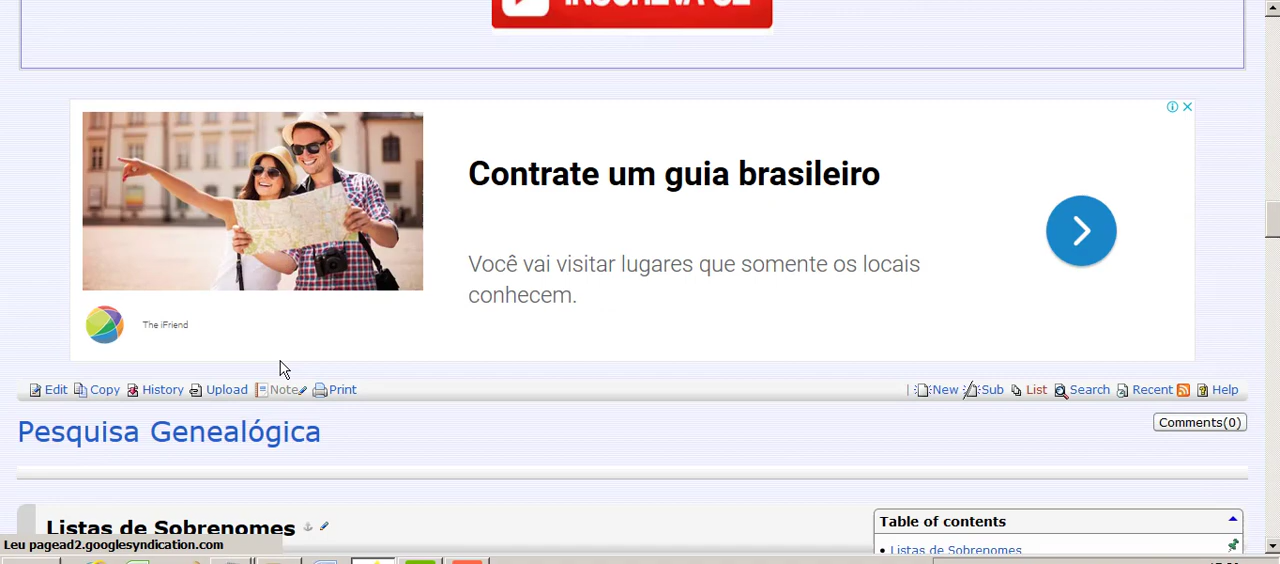 INSCREVA-SE
Contrate um guia brasileiro
Você vai visitar lugares que somente os locais
conhecem.
The iFriend
Edit Copy History Upload Note Print | New Sub List Search Recent Help
Pesquisa Genealógica
Comments(0)
Listas de Sobrenomes
Table of contents
• Listas de Sobrenomes
Leu pagead2.googlesyndication.com